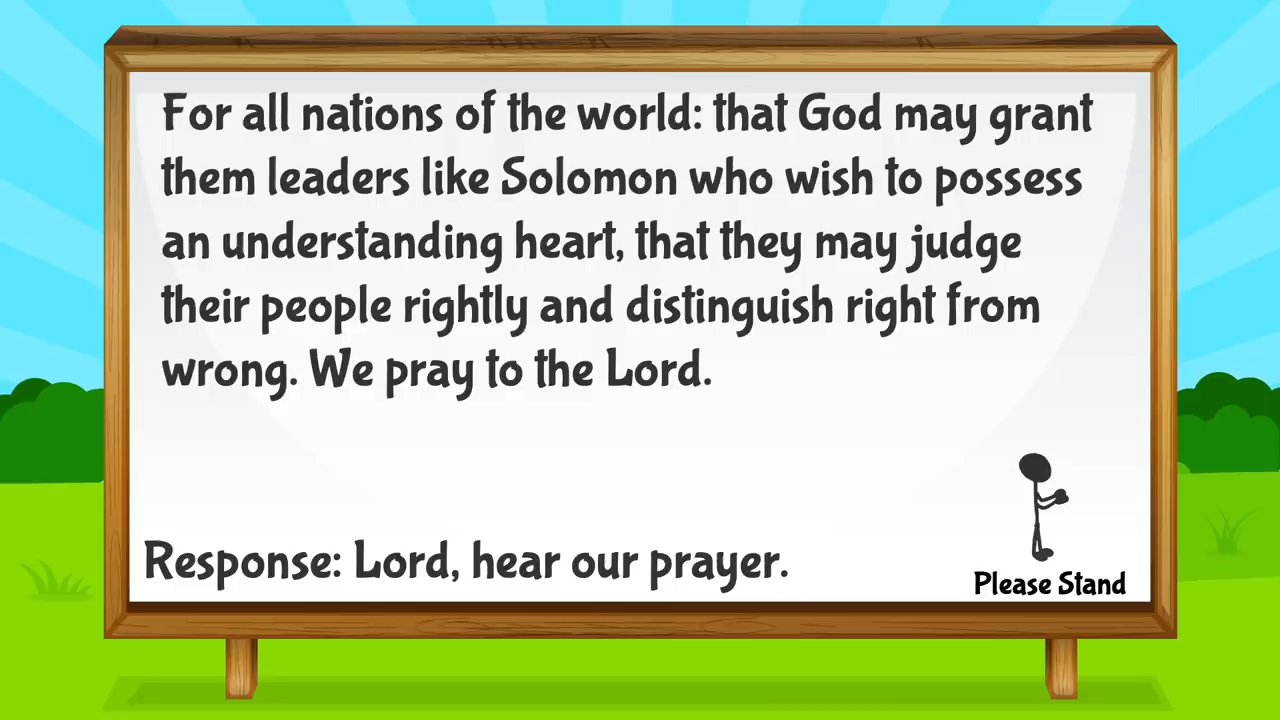 For all nations of the world: that God may grant
them leaders like Solomon who wish to possess
an understanding heart, that they may judge
their people rightly and distinguish right from
wrong. We pray to the Lord.
Response: Lord, hear our prayer.
Please Stand